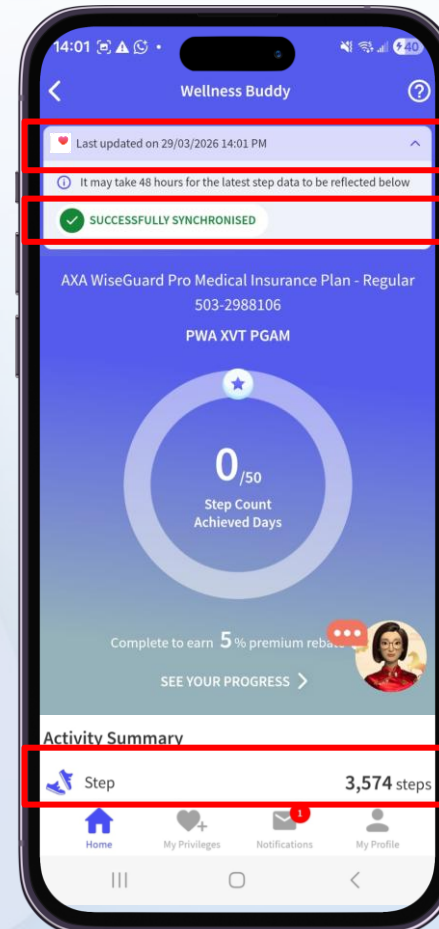 14:01
40
Wellness Buddy
Last updated on 29/03/2026 14:01 PM
It may take 48 hours for the latest step data to be reflected below
SUCCESSFULLY SYNCHRONISED
AXA WiseGuard Pro Medical Insurance Plan - Regular
503-2988106
PWA XVT PGAM
0/50
Step Count
Achieved Days
Complete to earn 5% premium
SEE YOUR PROGRESS
Activity Summary
Step 3,574 steps
1
Home My Privileges Notifications My Profile